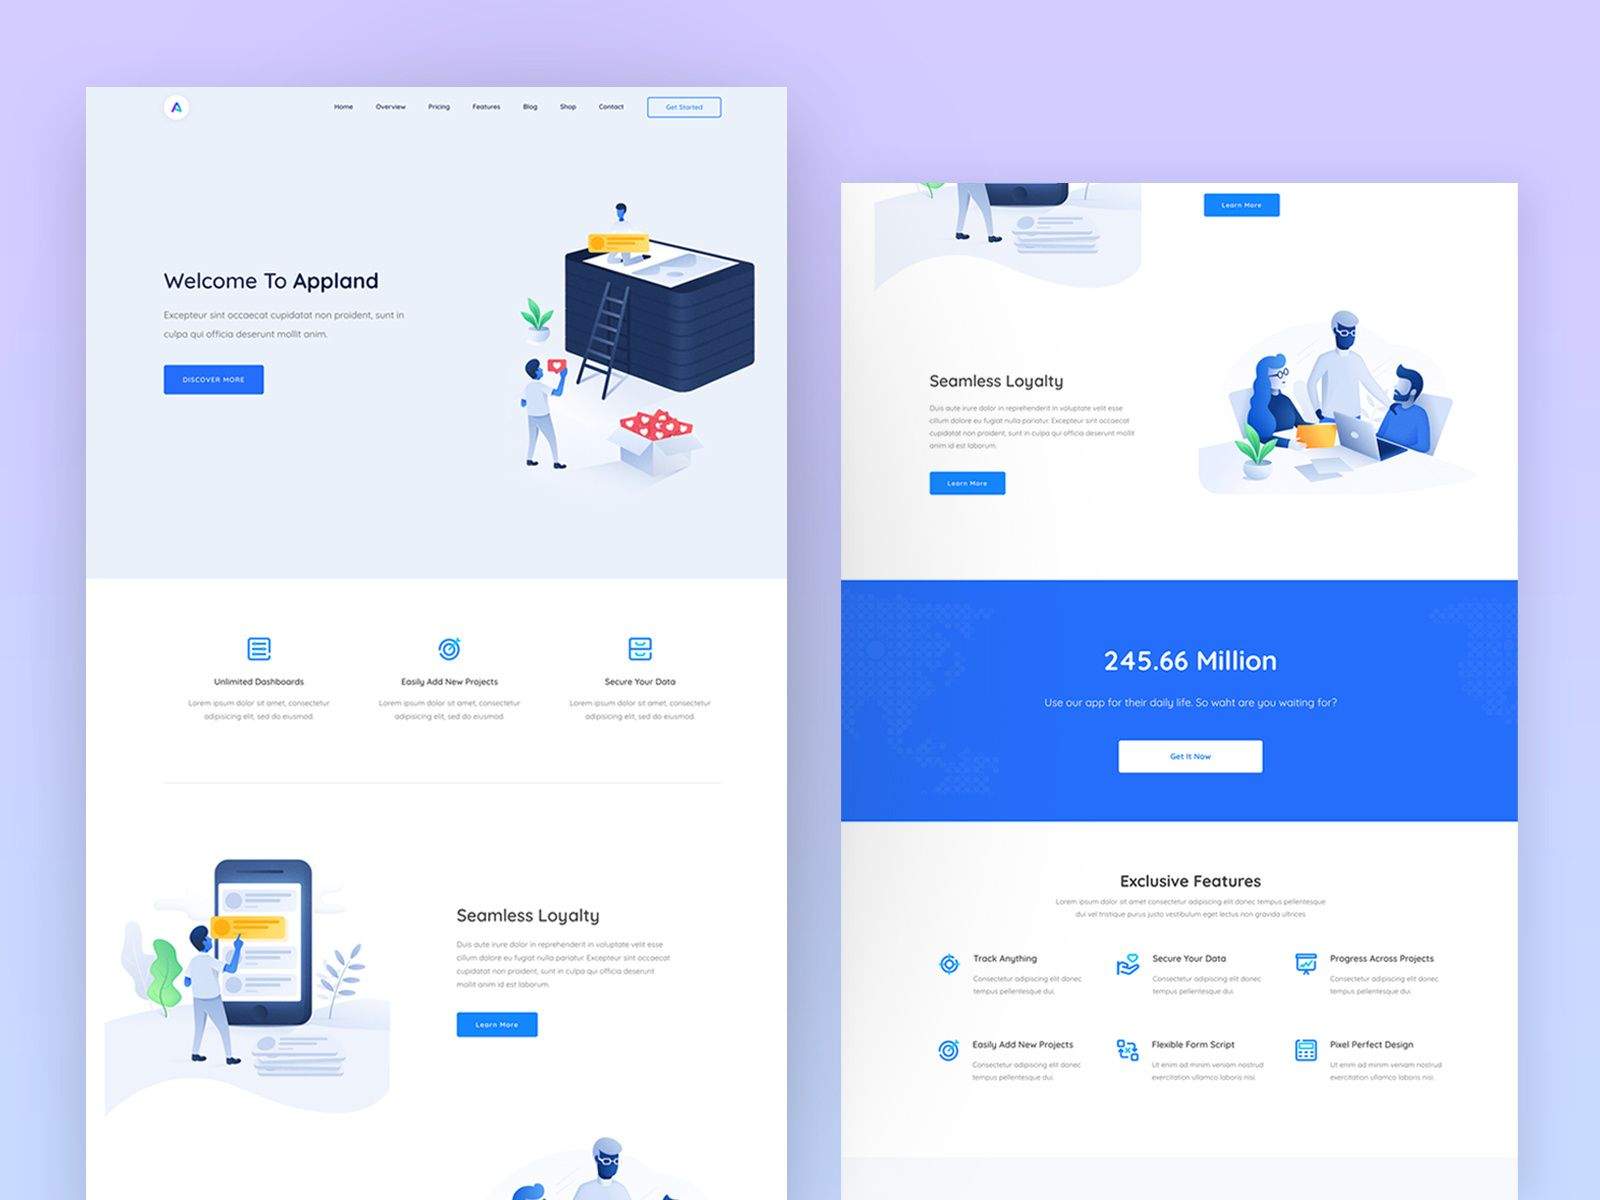 Home Overview Pricing Features Blog Shop Contact Get Started
Welcome To Appland
Excepteur sint occaecat cupidatat non proident, sunt in
culpa qui officia deserunt mollit anim.
DISCOVER MORE
Unlimited Dashboards
Lorem ipsum dolor sit amet, consectetur
adipisicing elit, sed do eiusmod.
Easily Add New Projects
Lorem ipsum dolor sit amet, consectetur
adipisicing elit, sed do eiusmod.
Secure Your Data
Lorem ipsum dolor sit amet, consectetur
adipisicing elit, sed do eiusmod.
Seamless Loyalty
Duis aute irure dolor in reprehenderit in voluptate velit esse
cillum dolore eu fugiat nulla pariatur. Excepteur sint occaecat
cupidatat non proident, sunt in culpa qui officia deserunt
mollit anim id est laborum.
Learn More
Learn More
Seamless Loyalty
Duis aute irure dolor in reprehenderit in voluptate velit esse
cillum dolore eu fugiat nulla pariatur. Excepteur sint occaecat
cupidatat non proident, sunt in culpa qui officia deserunt mollit
anim id est laborum.
Learn More
245.66 Million
Use our app for their daily life. So waht are you waiting for?
Get It Now
Exclusive Features
Lorem ipsum dolor sit amet consectetur adipiscing elit donec tempus pellentesque
dui vel tristique purus justo vestibulum eget lectus non gravida ultrices
Track Anything
Consectetur adipiscing elit donec
tempus pellentesque dui.
Secure Your Data
Consectetur adipiscing elit donec
tempus pellentesque dui.
Progress Across Projects
Consectetur adipiscing elit donec
tempus pellentesque dui.
Easily Add New Projects
Consectetur adipiscing elit donec
tempus pellentesque dui.
Flexible Form Script
Ut enim ad minim veniam nostrud
exercitation ullamco laboris nisi.
Pixel Perfect Design
Ut enim ad minim veniam nostrud
exercitation ullamco laboris nisi.